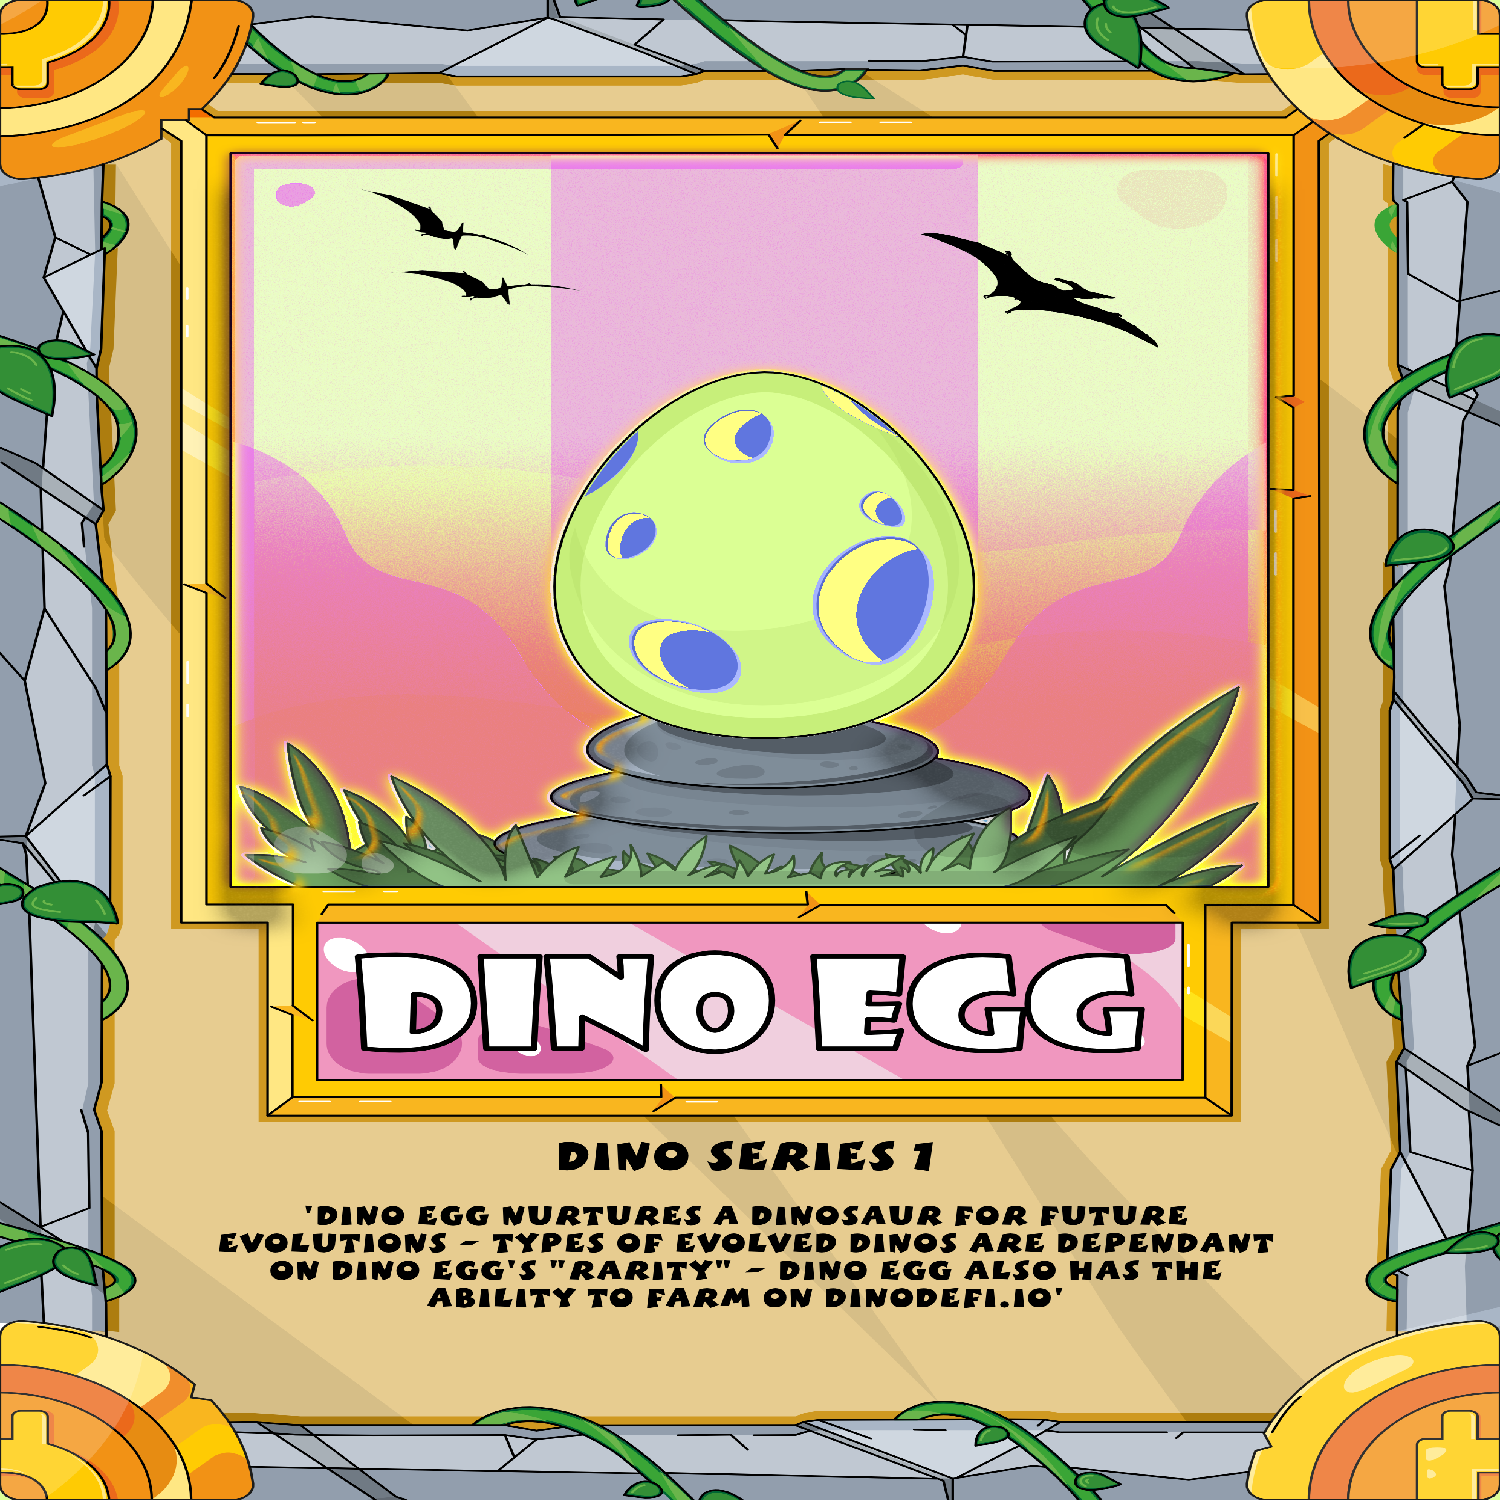 DINO EGG
DINO SERIES 1
'DINO EGG NURTURES A DINOSAUR FOR FUTURE
EVOLUTIONS - TYPES OF EVOLVED DINOS ARE DEPENDANT
ON DINO EGG'S "RARITY" - DINO EGG ALSO HAS THE
ABILITY TO FARM ON DINODEFI.IO'